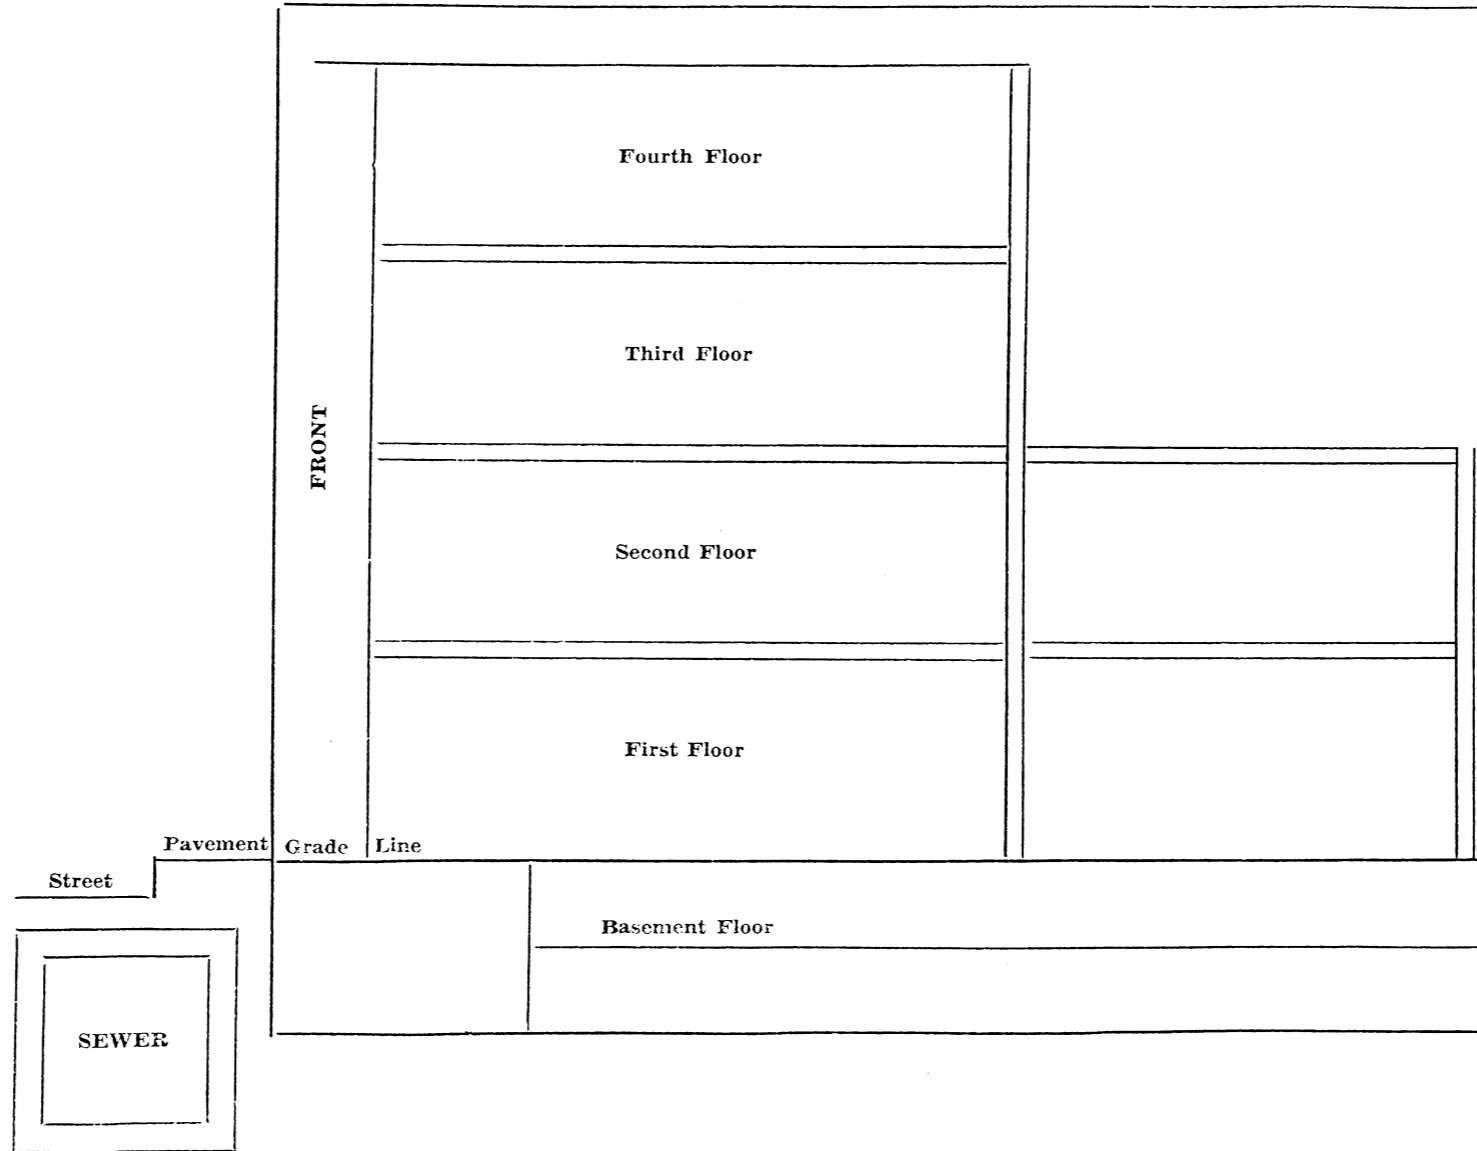 Fourth Floor
Third Floor
FRONT
Second Floor
First Floor
Pavement Grade Line
Street
Basement Floor
SEWER